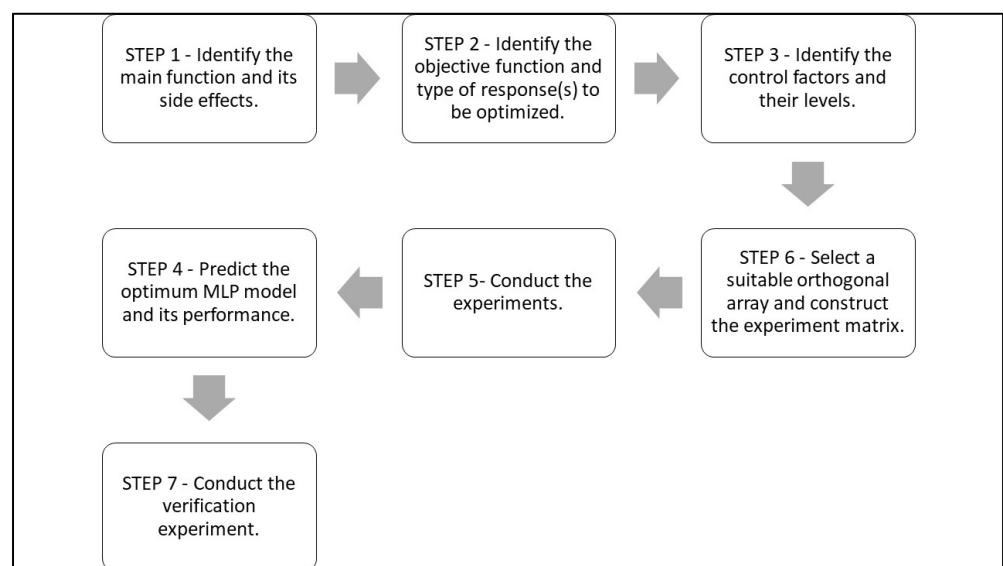 STEP 1 - Identify the
main function and its
side effects.
STEP 2 - Identify the
objective function and
type of response(s) to
be optimized.
STEP 3 - Identify the
control factors and
their levels.
STEP 6 - Select a
suitable orthogonal
array and construct
the experiment matrix.
STEP 5- Conduct the
experiments.
STEP 4 - Predict the
optimum MLP model
and its performance.
STEP 7 - Conduct the
verification
experiment.